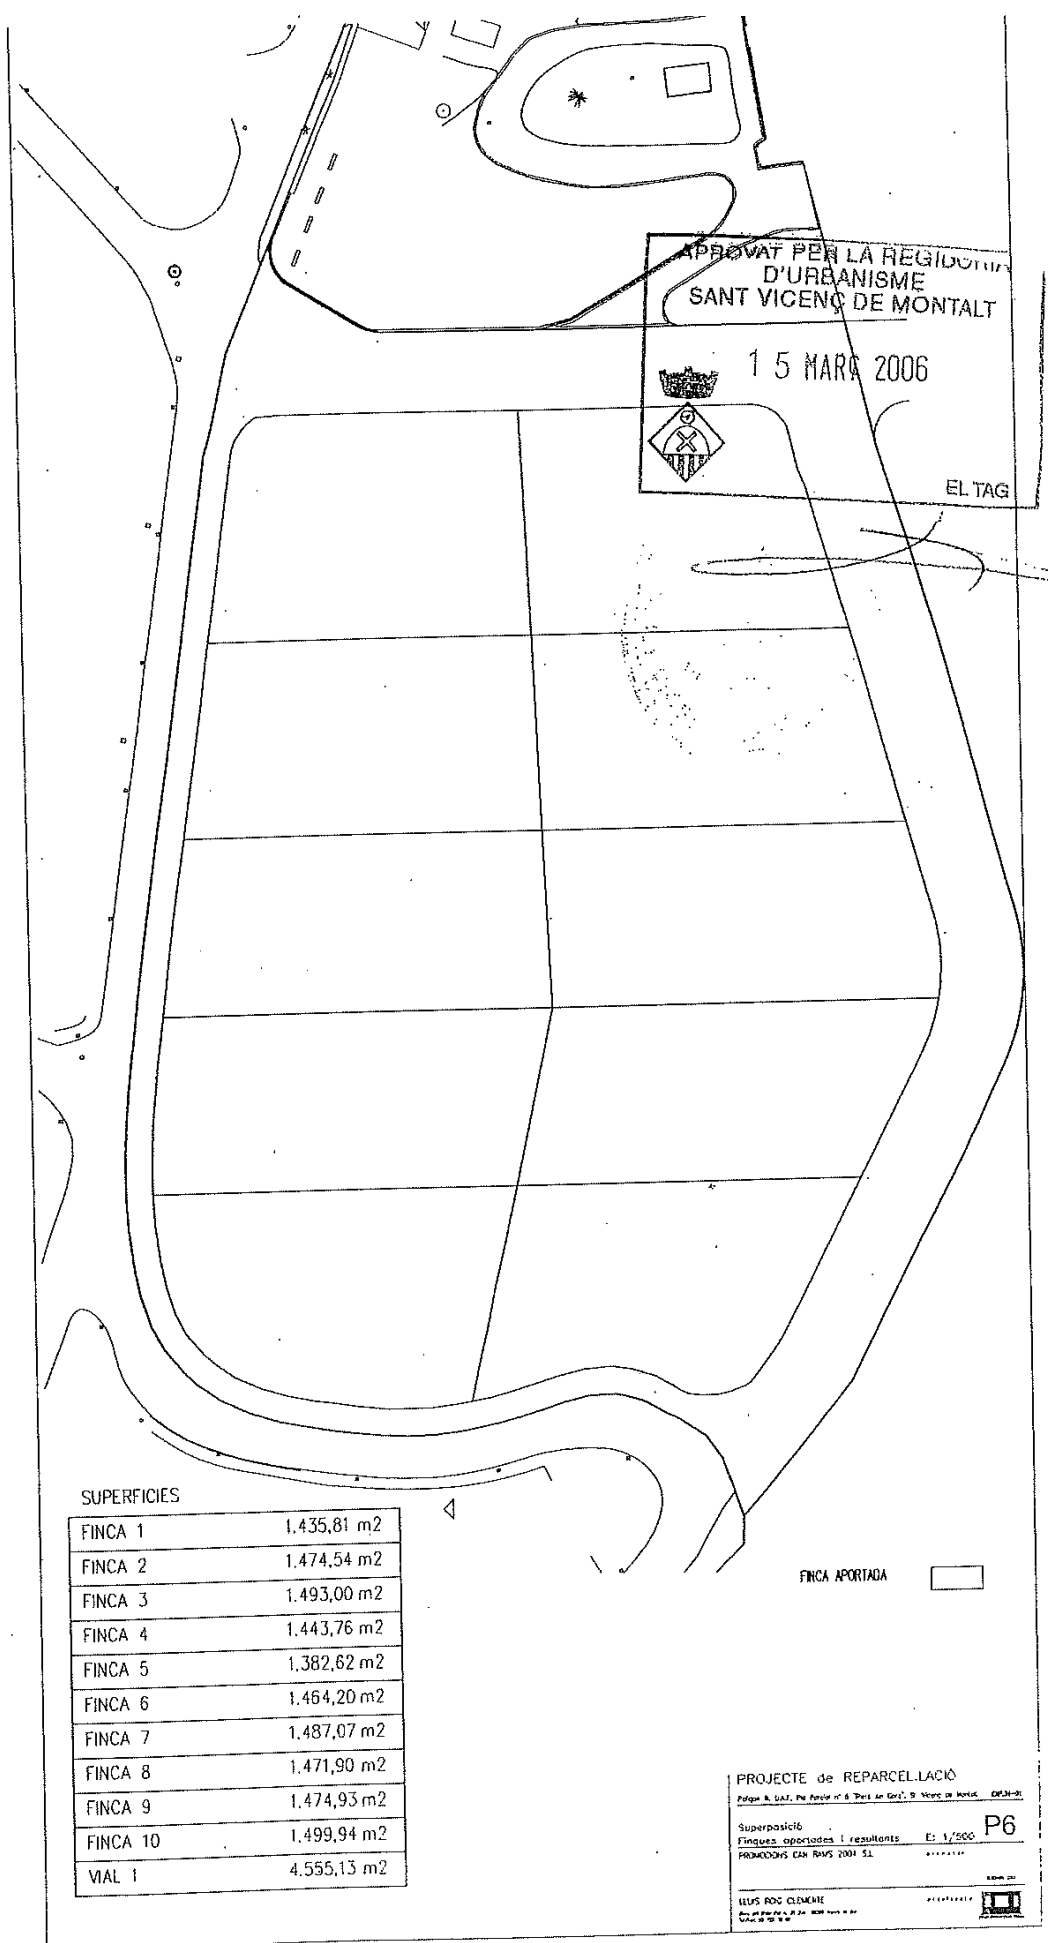 APROVAT PER LA REGIDORIA
D'URBANISME
SANT VICENÇ DE MONTALT
15 MARÇ 2006
EL TAG
SUPERFICIES
FINCA 1 1.435,81 m2
FINCA 2 1.474,54 m2
FINCA 3 1.493,00 m2
FINCA 4 1.443,76 m2
FINCA 5 1.382,62 m2
FINCA 6 1.464,20 m2
FINCA 7 1.487,07 m2
FINCA 8 1.471,90 m2
FINCA 9 1.474,93 m2
FINCA 10 1.499,94 m2
VIAL 1 4.555,13 m2
FINCA APORTADA
PROJECTE de REPARCEL.LACIÓ
Superposició
Finques aportades i resultants E: 1/500 P6
PROMOCIONS CAN RAMS 2001 S.L.
LLUIS ROIG CLEMENTE